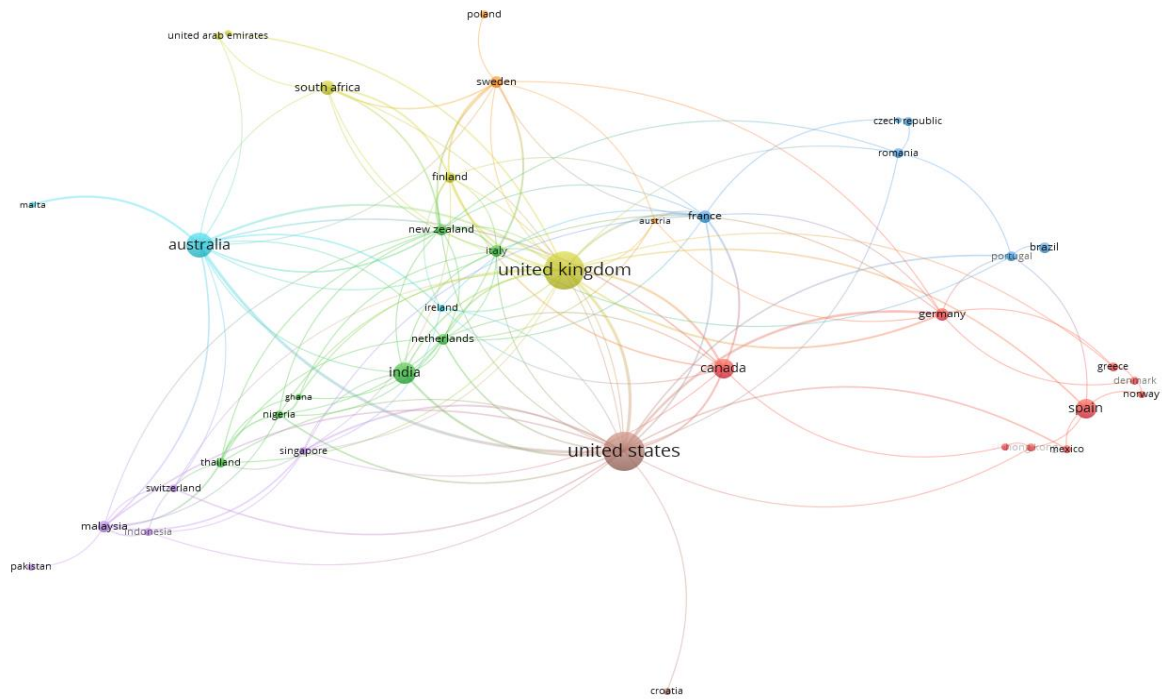 poland
united arab emirates
sweden
south africa
czech republic
romania
finland
malta
austria
france
new zealand
australia
italy
brazil
portugal
united kingdom
ireland
germany
netherlands
canada
india
greece
denmark
norway
ghana
spain
nigeria
united states
singapore
mexico
thailand
switzerland
malaysia
indonesia
pakistan
croatia